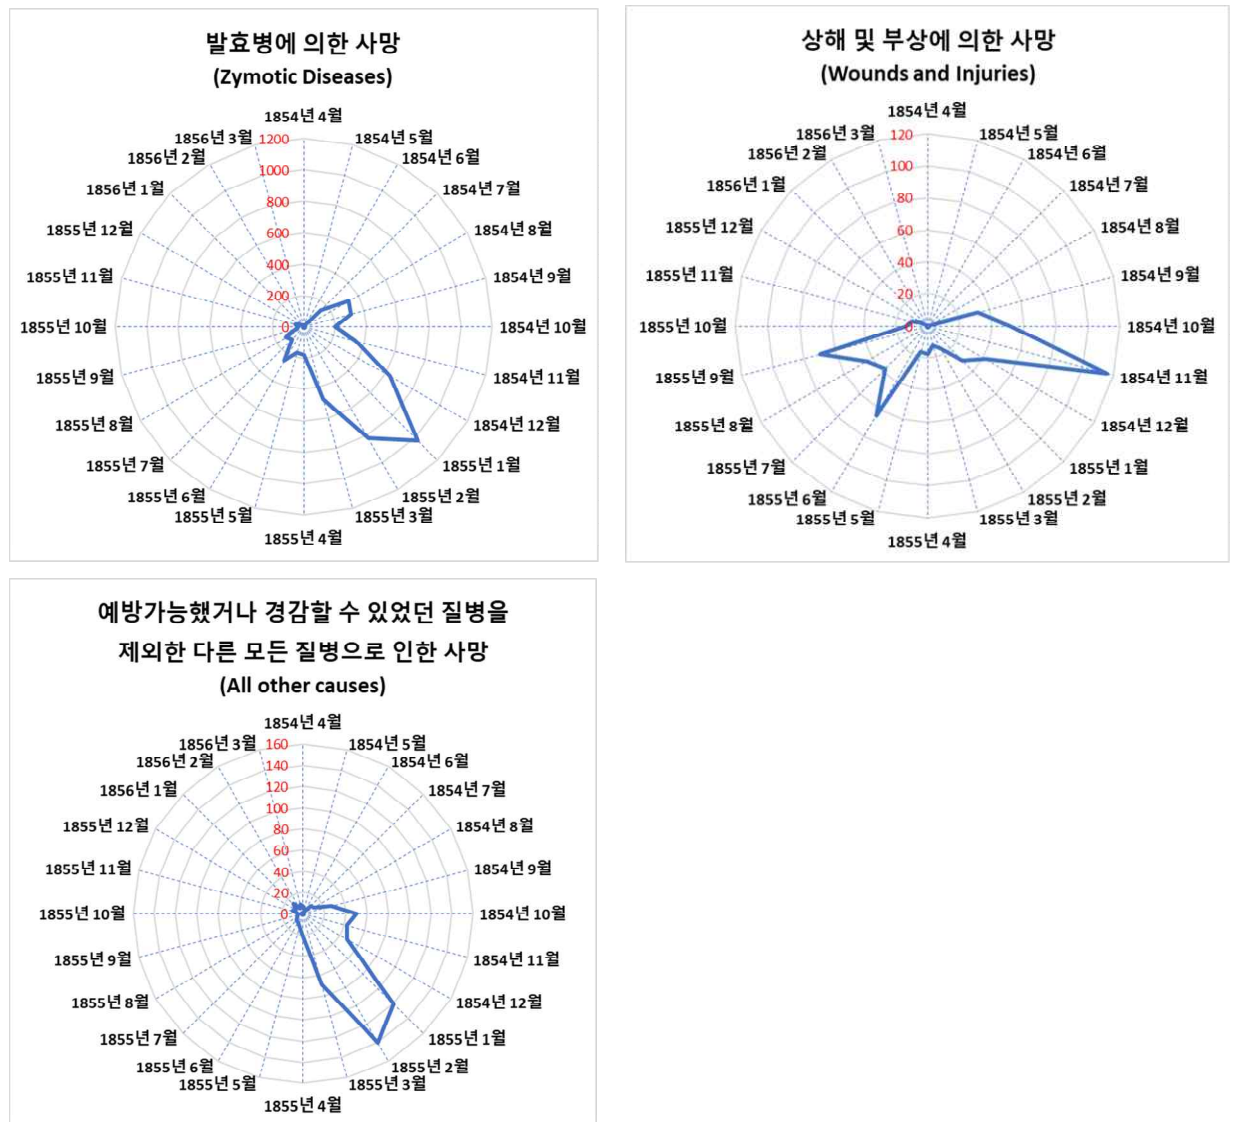 발효병에 의한 사망
(Zymotic Diseases)
1854년 4월
1854년 5월
1854년 6월
1854년 7월
1854년 8월
1854년 9월
1854년 10월
1854년 11월
1854년 12월
1855년 1월
1855년 2월
1855년 3월
1855년 4월
1855년 5월
1855년 6월
1855년 7월
1855년 8월
1855년 9월
1855년 10월
1855년 11월
1855년 12월
1856년 1월
1856년 2월
1856년 3월
1200
1000
800
600
400
200
0
상해 및 부상에 의한 사망
(Wounds and Injuries)
1854년 4월
1854년 5월
1854년 6월
1854년 7월
1854년 8월
1854년 9월
1854년 10월
1854년 11월
1854년 12월
1855년 1월
1855년 2월
1855년 3월
1855년 4월
1855년 5월
1855년 6월
1855년 7월
1855년 8월
1855년 9월
1855년 10월
1855년 11월
1855년 12월
1856년 1월
1856년 2월
1856년 3월
120
100
80
60
40
20
0
예방가능했거나 경감할 수 있었던 질병을
제외한 다른 모든 질병으로 인한 사망
(All other causes)
1854년 4월
1854년 5월
1854년 6월
1854년 7월
1854년 8월
1854년 9월
1854년 10월
1854년 11월
1854년 12월
1855년 1월
1855년 2월
1855년 3월
1855년 4월
1855년 5월
1855년 6월
1855년 7월
1855년 8월
1855년 9월
1855년 10월
1855년 11월
1855년 12월
1856년 1월
1856년 2월
1856년 3월
160
140
120
100
80
60
40
20
0